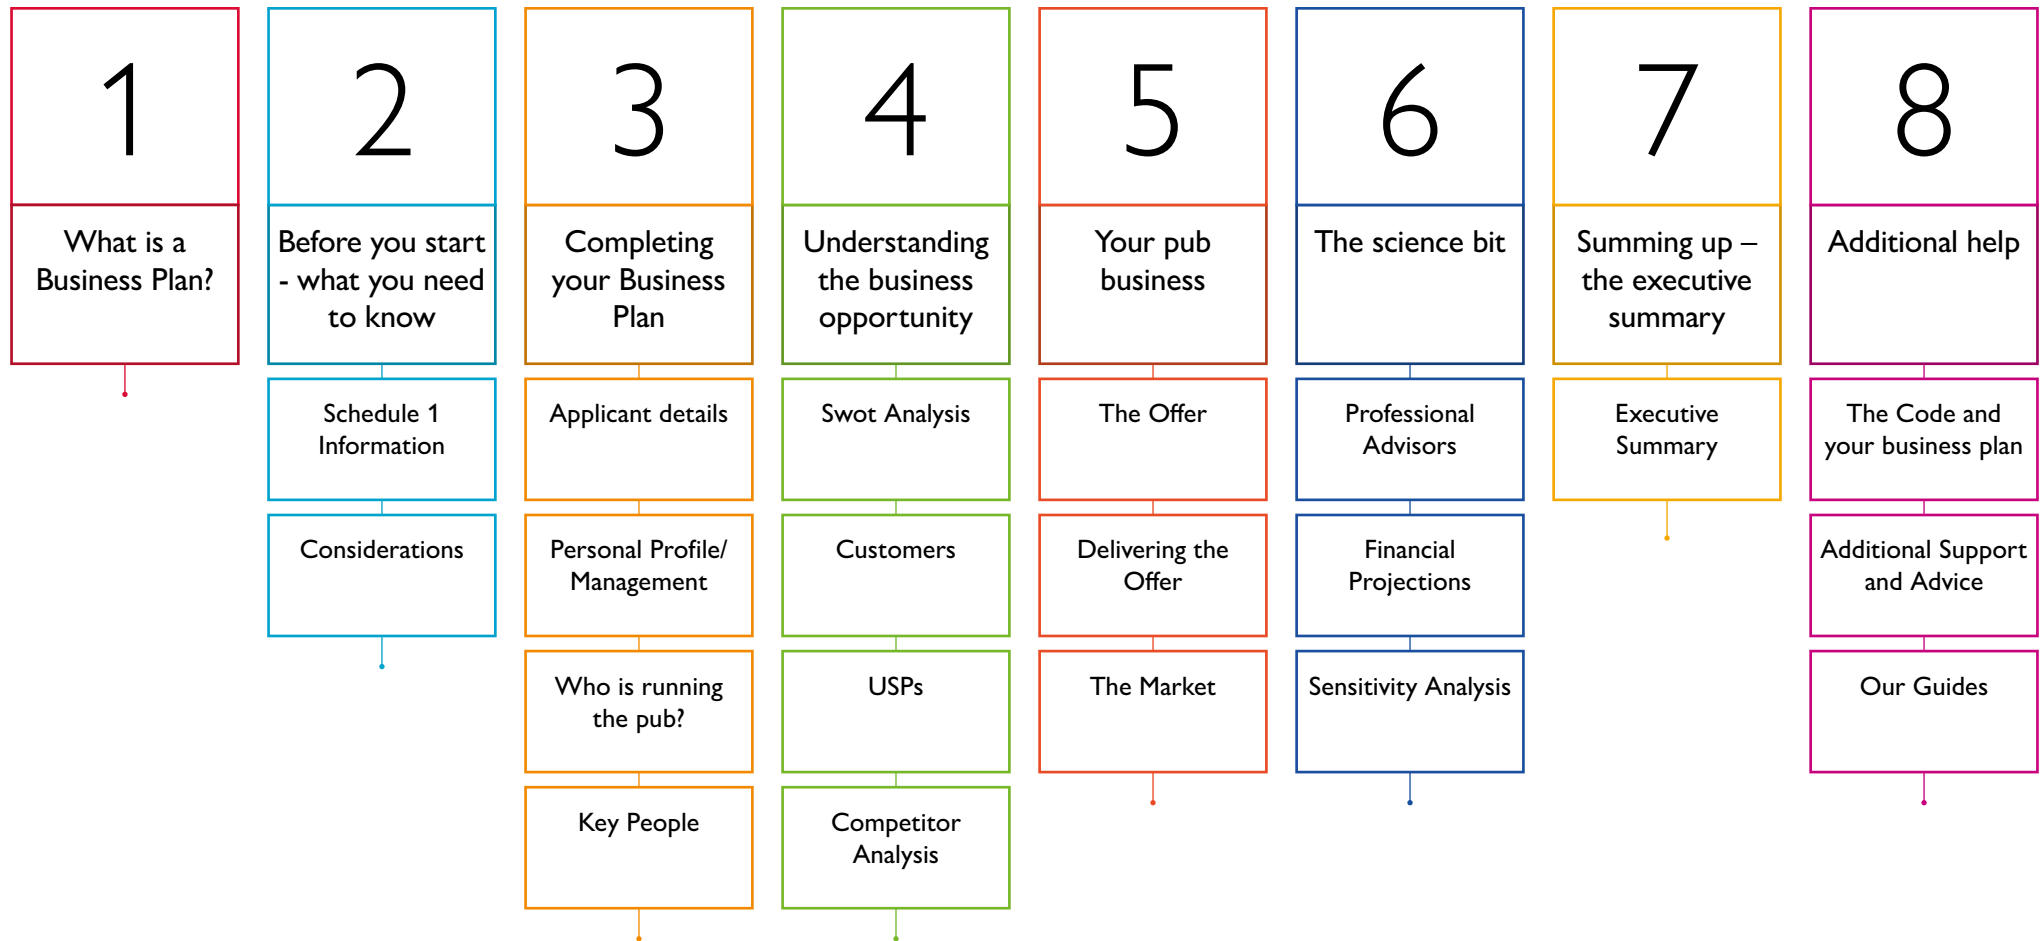 1
What is a
Business Plan?
2
Before you start
- what you need
to know
Schedule 1
Information
Considerations
3
Completing
your Business
Plan
Applicant details
Personal Profile/
Management
Who is running
the pub?
Key People
4
Understanding
the business
opportunity
Swot Analysis
Customers
USPs
Competitor
Analysis
5
Your pub
business
The Offer
Delivering the
Offer
The Market
6
The science bit
Professional
Advisors
Financial
Projections
Sensitivity Analysis
7
Summing up –
the executive
summary
Executive
Summary
8
Additional help
The Code and
your business plan
Additional Support
and Advice
Our Guides